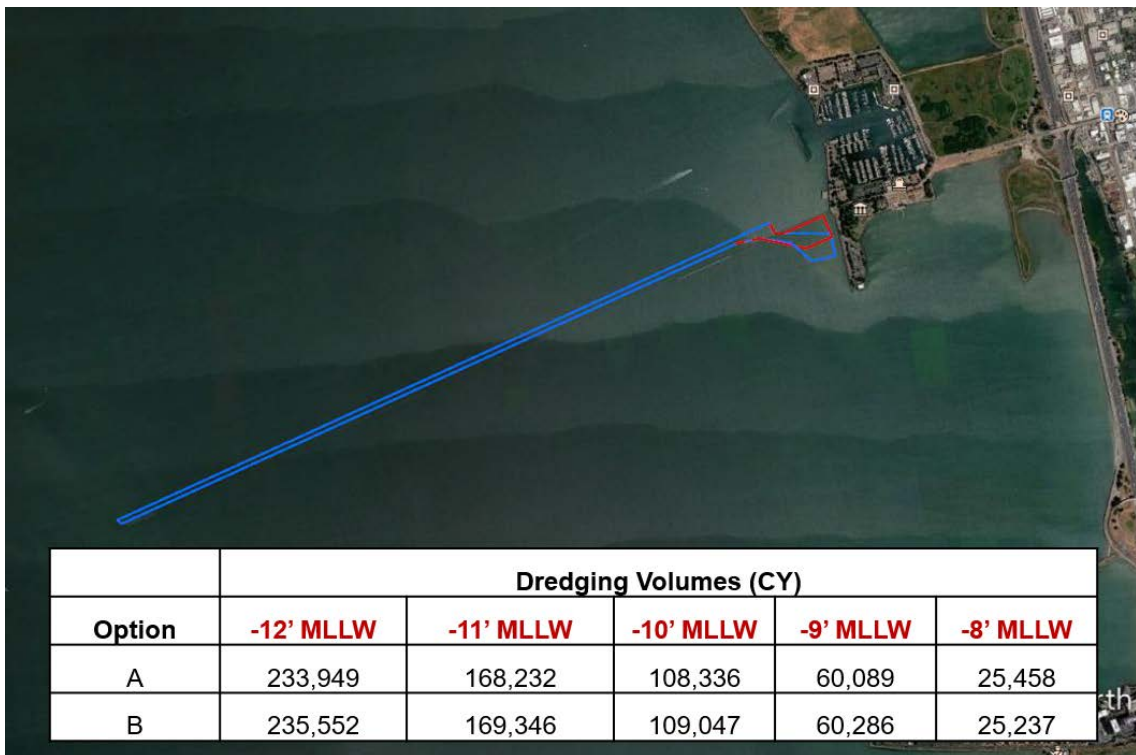 Dredging Volumes (CY)
Option -12’ MLLW -11’ MLLW -10’ MLLW -9’ MLLW -8’ MLLW
A 233,949 168,232 108,336 60,089 25,458
B 235,552 169,346 109,047 60,286 25,237
rth